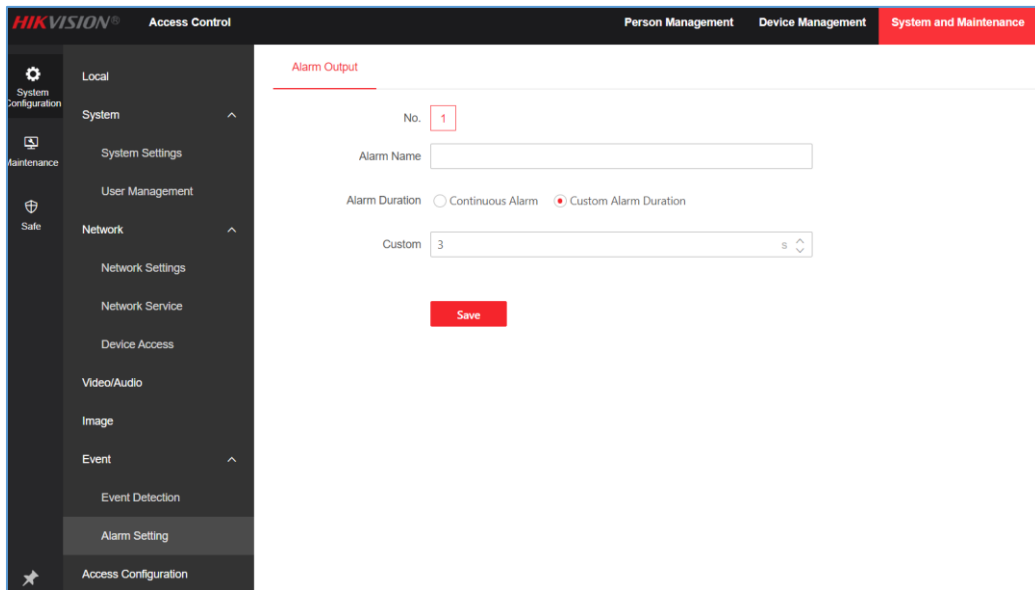 HIKVISION® Access Control Person Management Device Management System and Maintenance
System
Configuration
Maintenance
Safe
Local
System
System Settings
User Management
Network
Network Settings
Network Service
Device Access
Video/Audio
Image
Event
Event Detection
Alarm Setting
Access Configuration
Alarm Output
No. 1
Alarm Name
Alarm Duration Continuous Alarm Custom Alarm Duration
Custom 3 s
Save